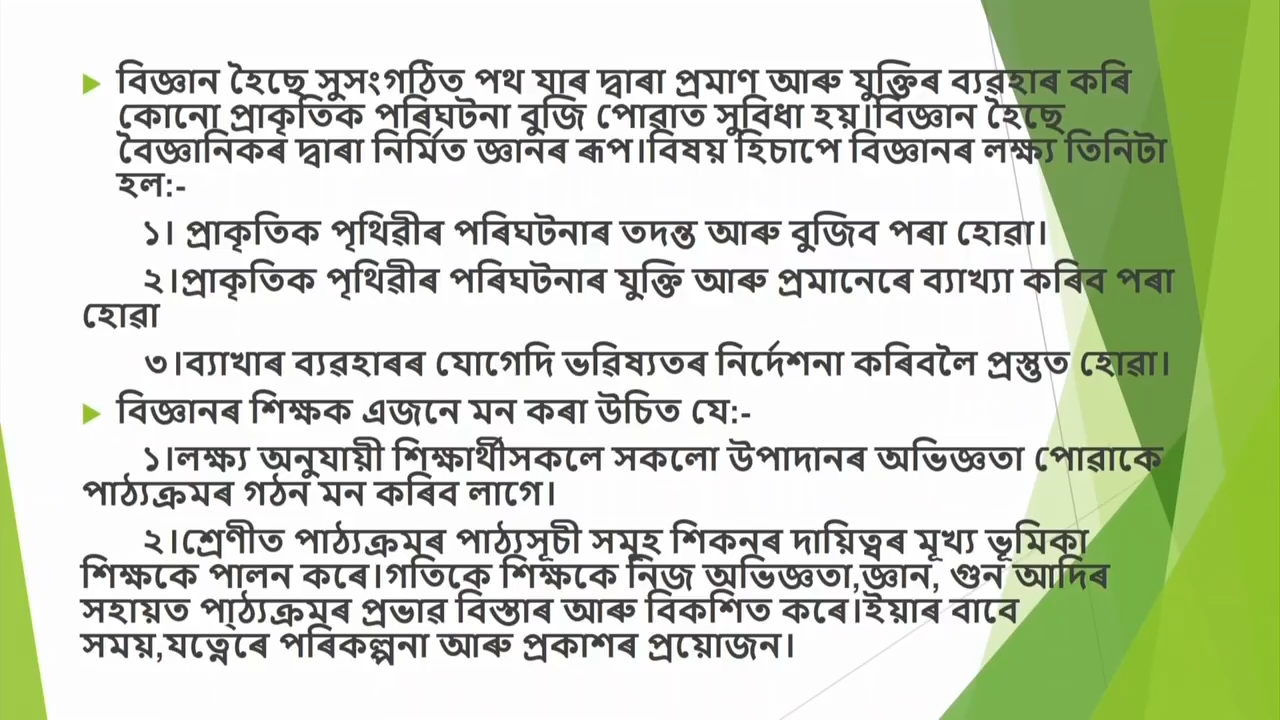 বিজ্ঞান হৈছে সুসংগঠিত পথ যাৰ দ্বাৰা প্ৰমাণ আৰু যুক্তিৰ ব্যৱহাৰ কৰি
কোনো প্ৰাকৃতিক পৰিঘটনা বুজি পোৱাত সুবিধা হয়।বিজ্ঞান হৈছে
বৈজ্ঞানিকৰ দ্বাৰা নিৰ্মিত জ্ঞানৰ ৰূপ।বিষয় হিচাপে বিজ্ঞানৰ লক্ষ্য তিনিটা
হল:-
১। প্ৰাকৃতিক পৃথিৱীৰ পৰিঘটনাৰ তদন্ত আৰু বুজিব পৰা হোৱা।
২।প্ৰাকৃতিক পৃথিৱীৰ পৰিঘটনাৰ যুক্তি আৰু প্ৰমানেৰে ব্যাখ্যা কৰিব পৰা
হোৱা
৩।ব্যাখাৰ ব্যৱহাৰৰ যোগেদি ভৱিষ্যতৰ নিৰ্দেশনা কৰিবলৈ প্ৰস্তুত হোৱা।
বিজ্ঞানৰ শিক্ষক এজনে মন কৰা উচিত যে:-
১।লক্ষ্য অনুযায়ী শিক্ষাৰ্থীসকলে সকলো উপাদানৰ অভিজ্ঞতা পোৱাকে
পাঠ্যক্ৰমৰ গঠন মন কৰিব লাগে।
২।শ্ৰেণীত পাঠ্যক্ৰমৰ পাঠ্যসূচী সমূহ শিকনৰ দায়িত্বৰ মূখ্য ভূমিকা
শিক্ষকে পালন কৰে।গতিকে শিক্ষকে নিজ অভিজ্ঞতা,জ্ঞান, গুন আদিৰ
সহায়ত পা্ঠ্যক্ৰমৰ প্ৰভাৱ বিস্তাৰ আৰু বিকশিত কৰে।ইয়াৰ বাবে
সময়,যত্নেৰে পৰিকল্পনা আৰু প্ৰকাশৰ প্ৰয়োজন।